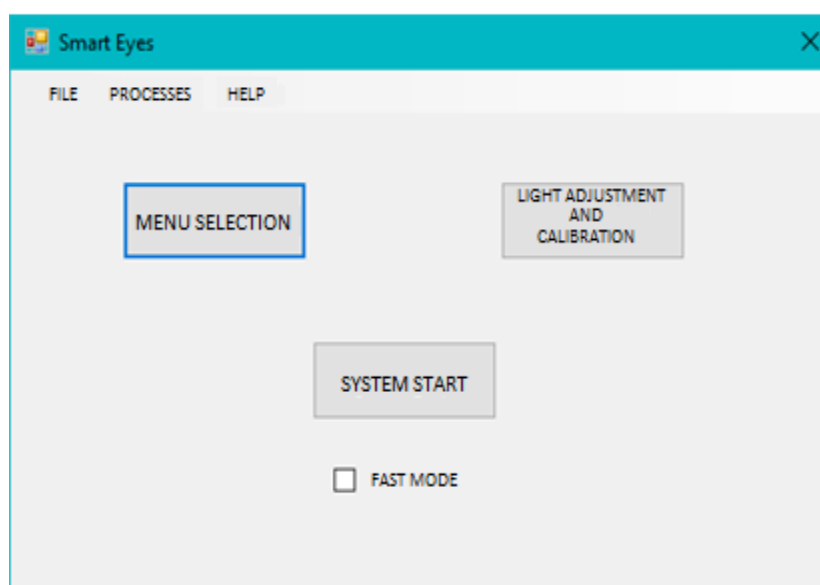 Smart Eyes
FILE PROCESSES HELP
MENU SELECTION
LIGHT ADJUSTMENT
AND
CALIBRATION
SYSTEM START
FAST MODE